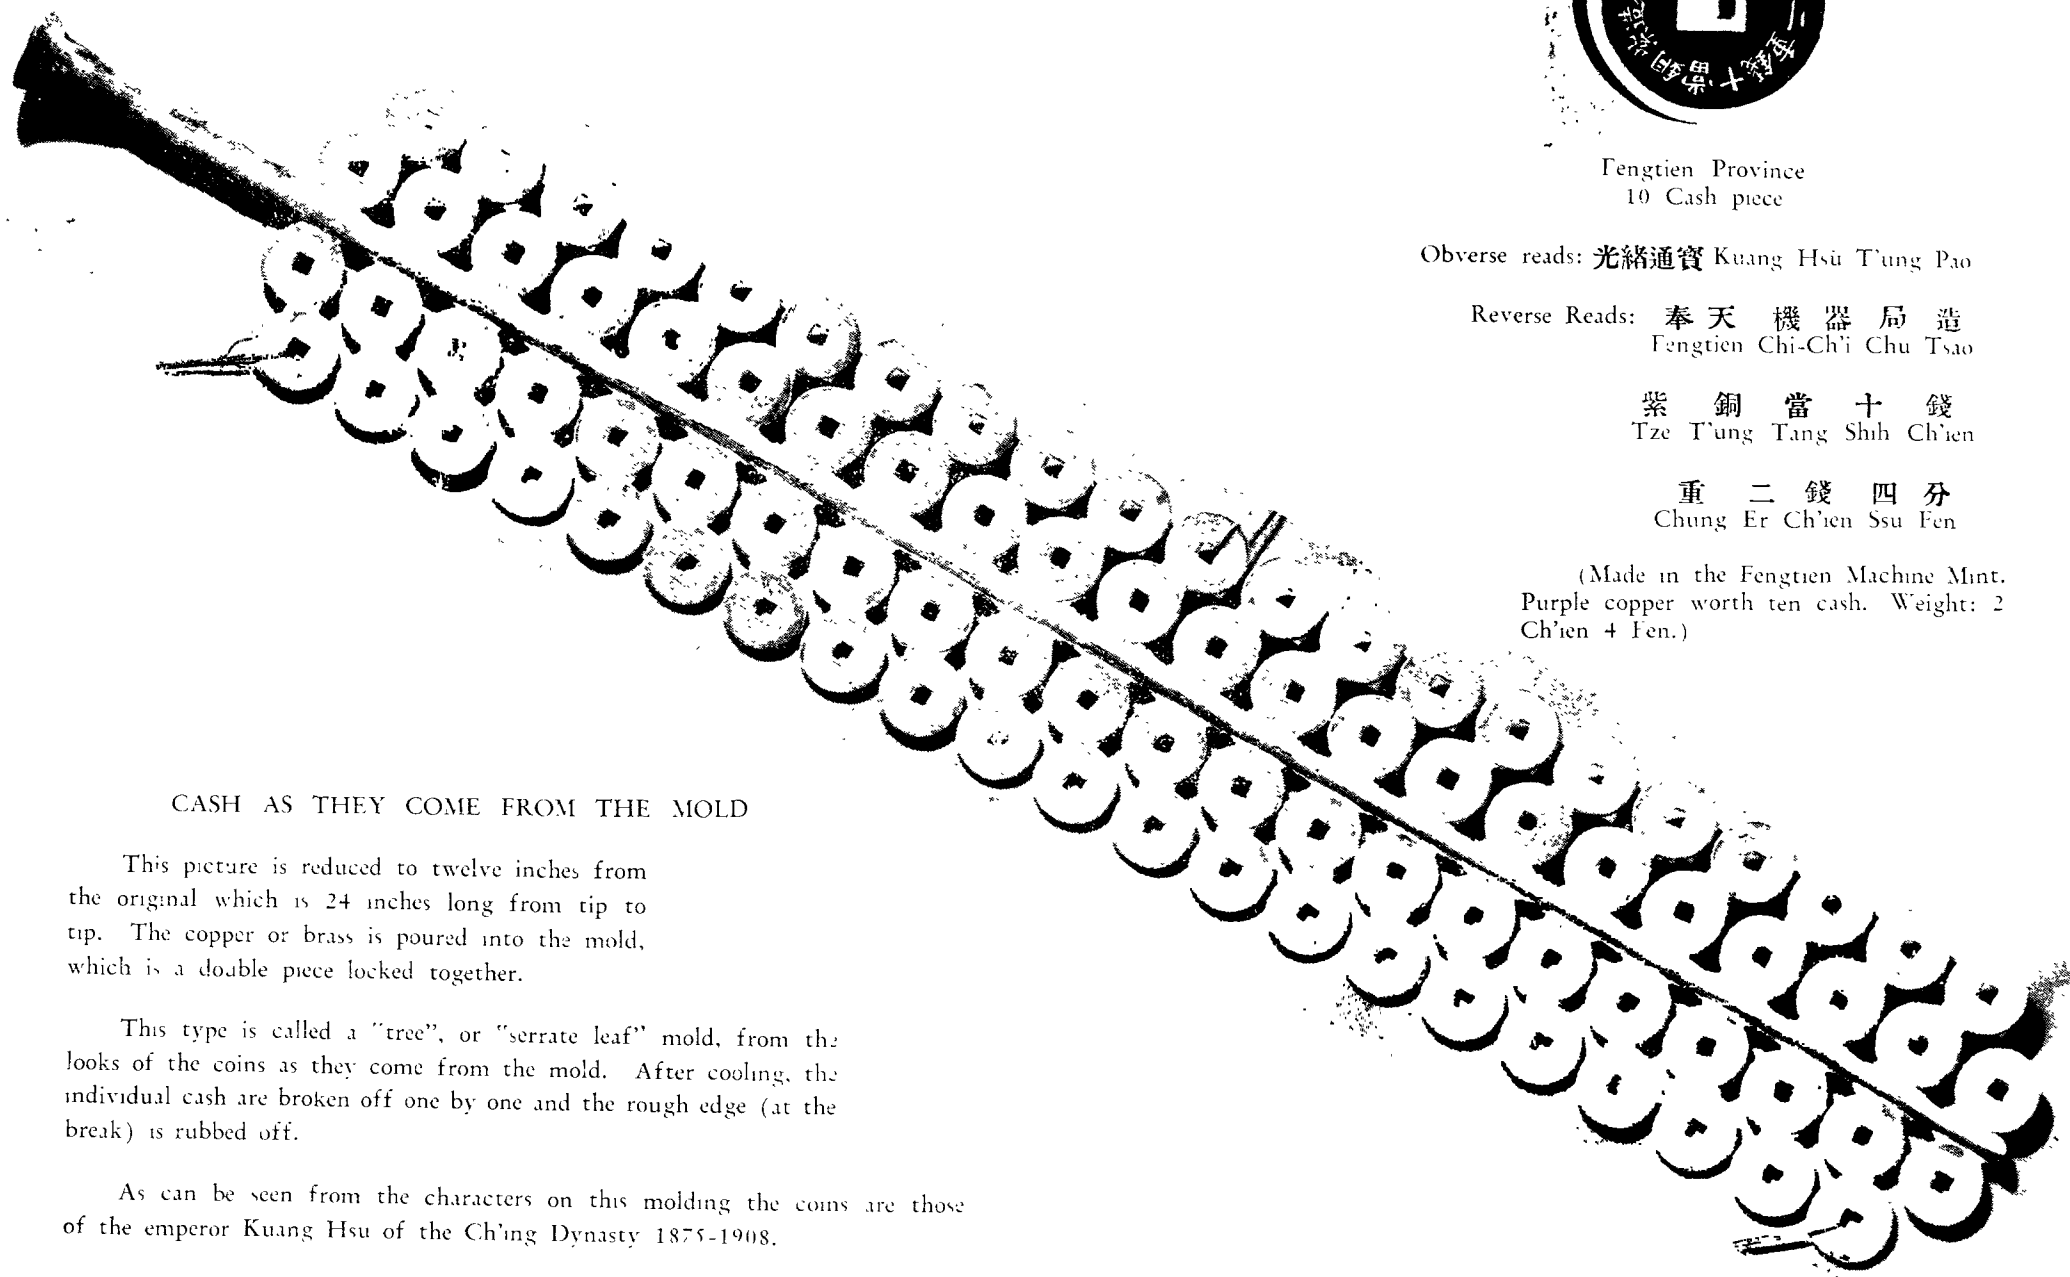 Fengtien Province
10 Cash piece
Obverse reads: 光緖通寳 Kuang Hsü T'ung Pao
Reverse Reads: 奉天機器局造
Fengtien Chi-Ch'i Chu Tsao
紫銅當十錢
Tze T'ung Tang Shih Ch'ien
重二錢四分
Chung Er Ch'ien Ssu Fen
(Made in the Fengtien Machine Mint.
Purple copper worth ten cash. Weight: 2
Ch'ien 4 Fen.)
CASH AS THEY COME FROM THE MOLD
This picture is reduced to twelve inches from
the original which is 24 inches long from tip to
tip. The copper or brass is poured into the mold,
which is a double piece locked together.
This type is called a "tree", or "serrate leaf" mold, from the
looks of the coins as they come from the mold. After cooling, the
individual cash are broken off one by one and the rough edge (at the
break) is rubbed off.
As can be seen from the characters on this molding the coins are those
of the emperor Kuang Hsu of the Ch'ing Dynasty 1875-1908.